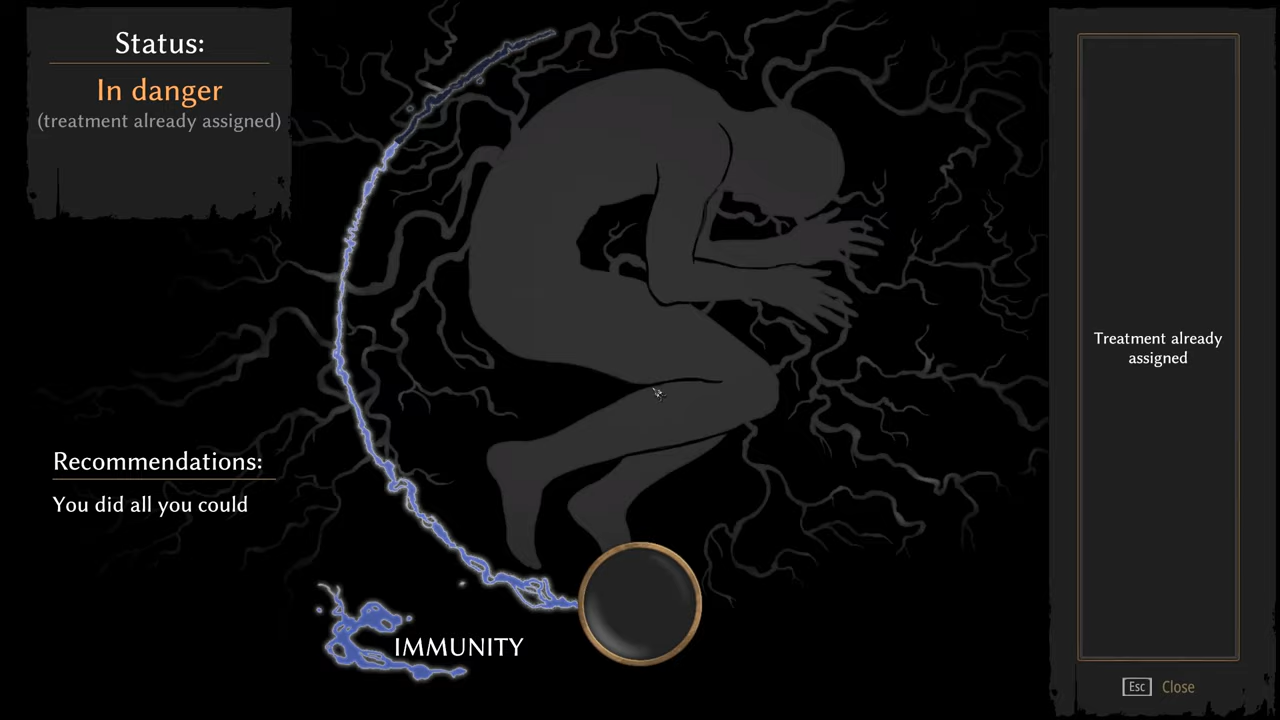 Status:
In danger
(treatment already assigned)
Recommendations:
You did all you could
IMMUNITY
Treatment already
assigned
Esc Close